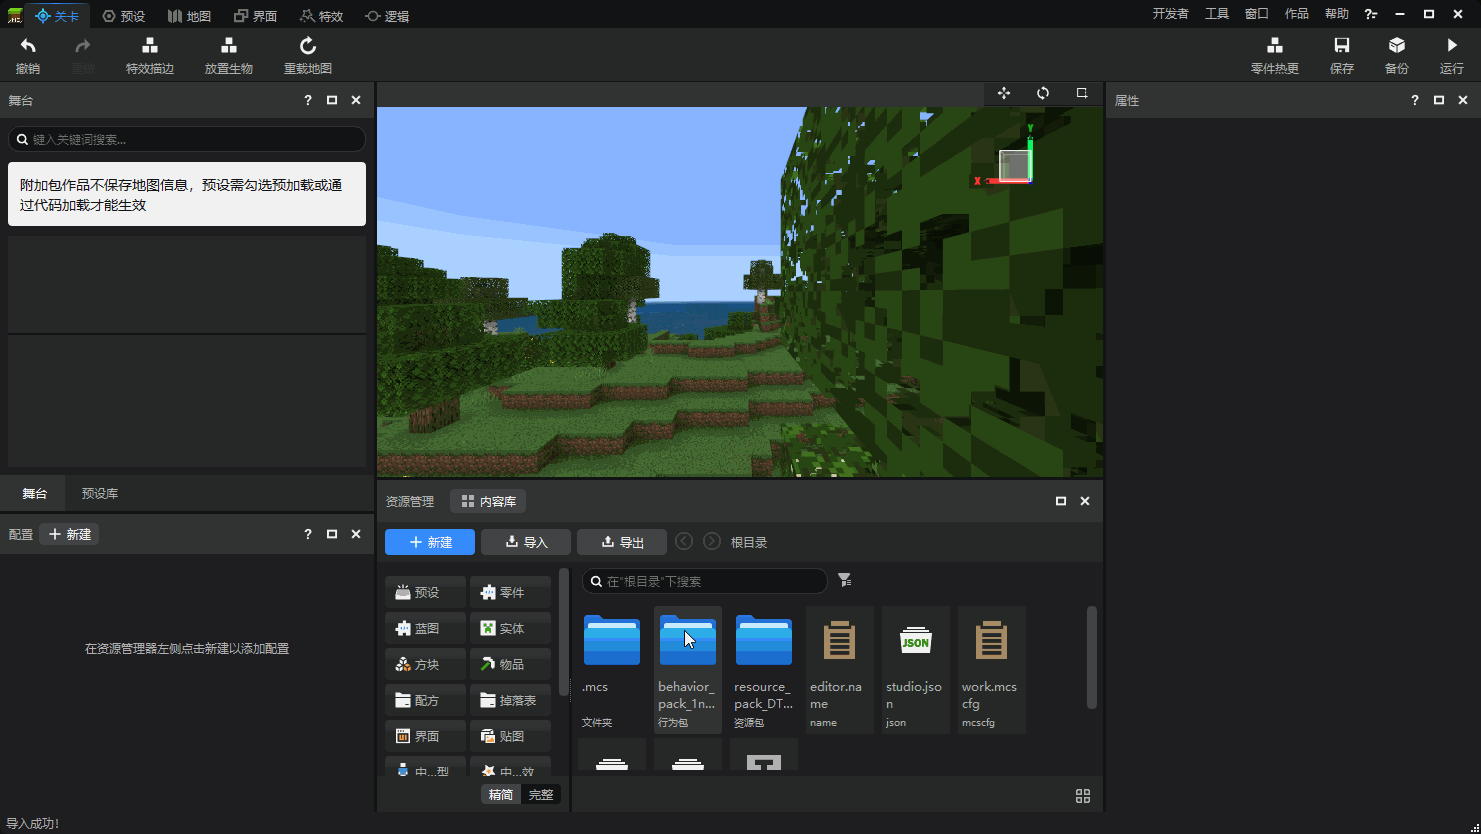 关卡 预设 地图 界面 特效 逻辑 开发者 工具 窗口 作品 帮助
撤销 重做 特效描边 放置生物 重载地图 零件热更 保存 备份 运行
舞台
属性
键入关键词搜索...
附加包作品不保存地图信息，预设需勾选预加载或通
过代码加载才能生效
Y
X
舞台 预设库
配置 新建
在资源管理器左侧点击新建以添加配置
资源管理 内容库
新建 导入 导出 根目录
在"根目录"下搜索
预设 零件
蓝图 实体
方块 物品
配方 掉落表
界面 贴图
中...型 中...效
精简 完整
JSON
.mcs behavior_ resource_ editor.na studio.jso work.mcs
pack_1n... pack_DT... me n cfg
文件夹 行为包 资源包 name json mcscfg
导入成功!